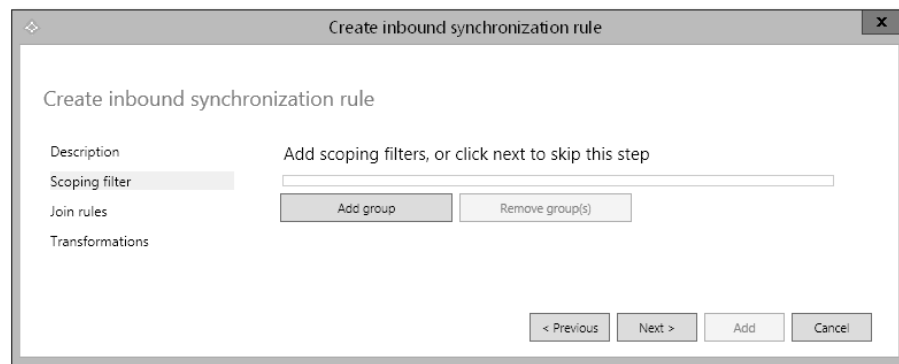 Create inbound synchronization rule
x
Create inbound synchronization rule
Description
Scoping filter
Join rules
Transformations
Add scoping filters, or click next to skip this step
Add group
Remove group(s)
< Previous
Next >
Add
Cancel